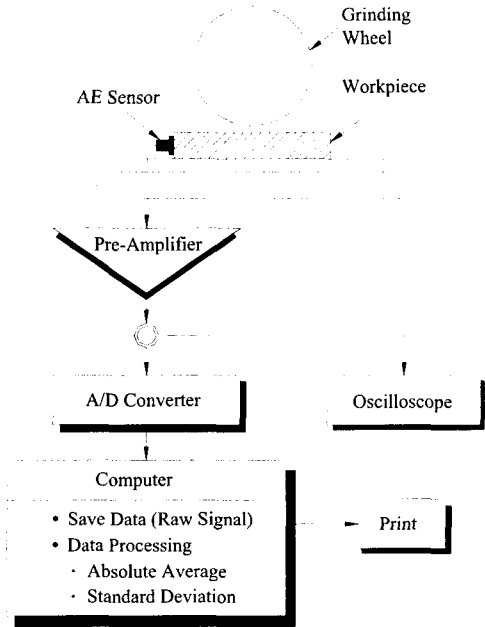 Grinding
Wheel
AE Sensor
Workpiece
Pre-Amplifier
A/D Converter
Oscilloscope
Computer
• Save Data (Raw Signal)
• Data Processing
· Absolute Average
· Standard Deviation
Print